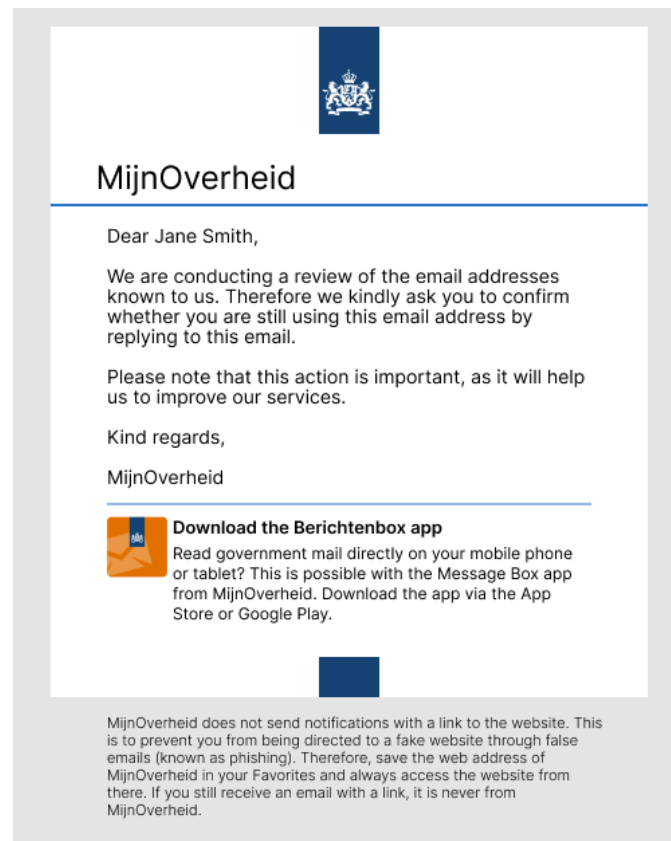 MijnOverheid
Dear Jane Smith,
We are conducting a review of the email addresses
known to us. Therefore we kindly ask you to confirm
whether you are still using this email address by
replying to this email.
Please note that this action is important, as it will help
us to improve our services.
Kind regards,
MijnOverheid
Download the Berichtenbox app
Read government mail directly on your mobile phone
or tablet? This is possible with the Message Box app
from MijnOverheid. Download the app via the App
Store or Google Play.
MijnOverheid does not send notifications with a link to the website. This
is to prevent you from being directed to a fake website through false
emails (known as phishing). Therefore, save the web address of
MijnOverheid in your Favorites and always access the website from
there. If you still receive an email with a link, it is never from
MijnOverheid.